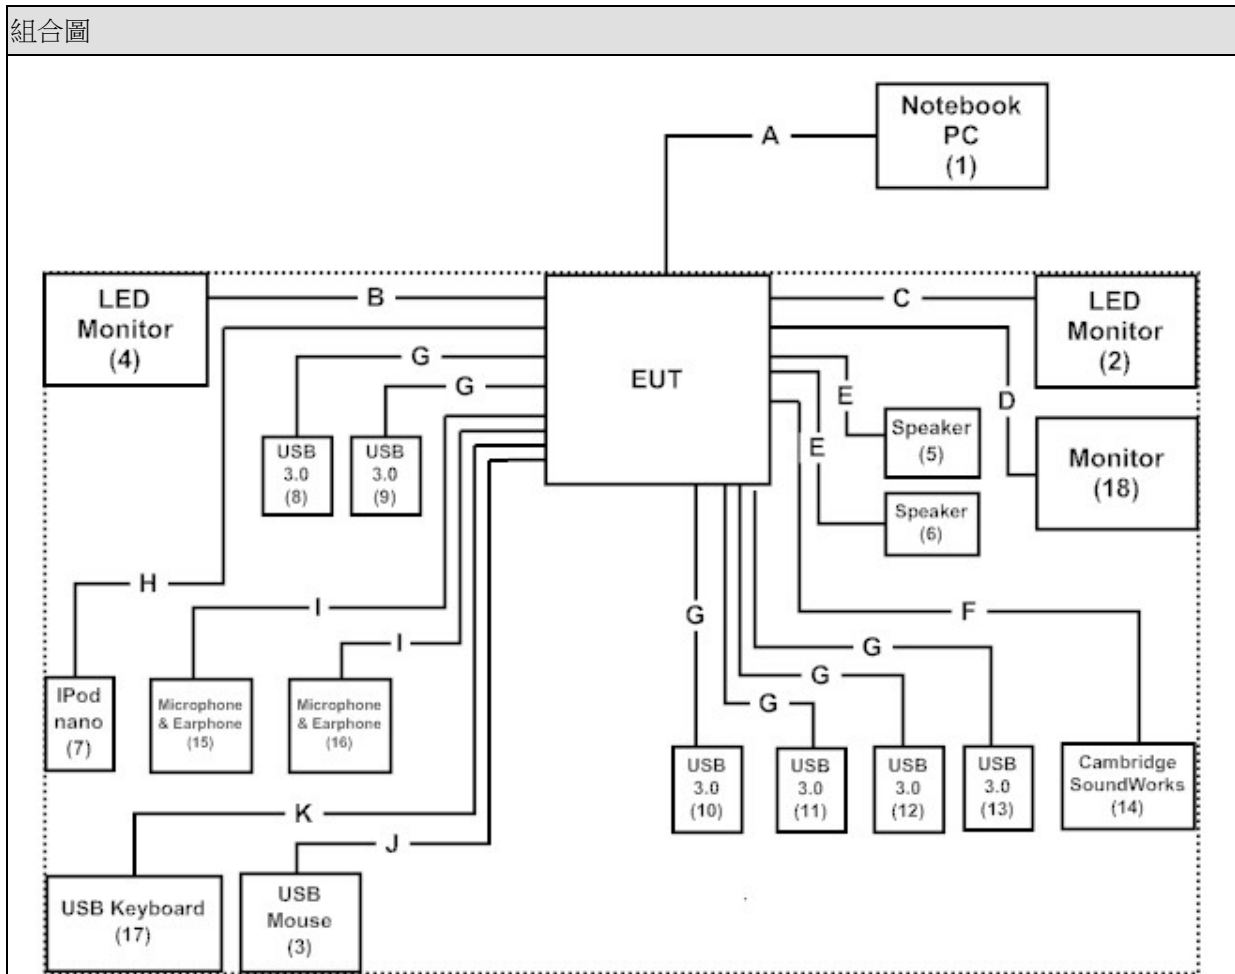 組合圖
Notebook
PC
(1)
A
LED
Monitor
(4)
B
C
LED
Monitor
(2)
G
G
EUT
E
E
D
USB
3.0
(8)
USB
3.0
(9)
Speaker
(5)
Speaker
(6)
Monitor
(18)
H
I
I
G
F
G
G
G
IPod
nano
(7)
Microphone
& Earphone
(15)
Microphone
& Earphone
(16)
USB
3.0
(10)
USB
3.0
(11)
USB
3.0
(12)
USB
3.0
(13)
Cambridge
SoundWorks
(14)
K
J
USB Keyboard
(17)
USB
Mouse
(3)